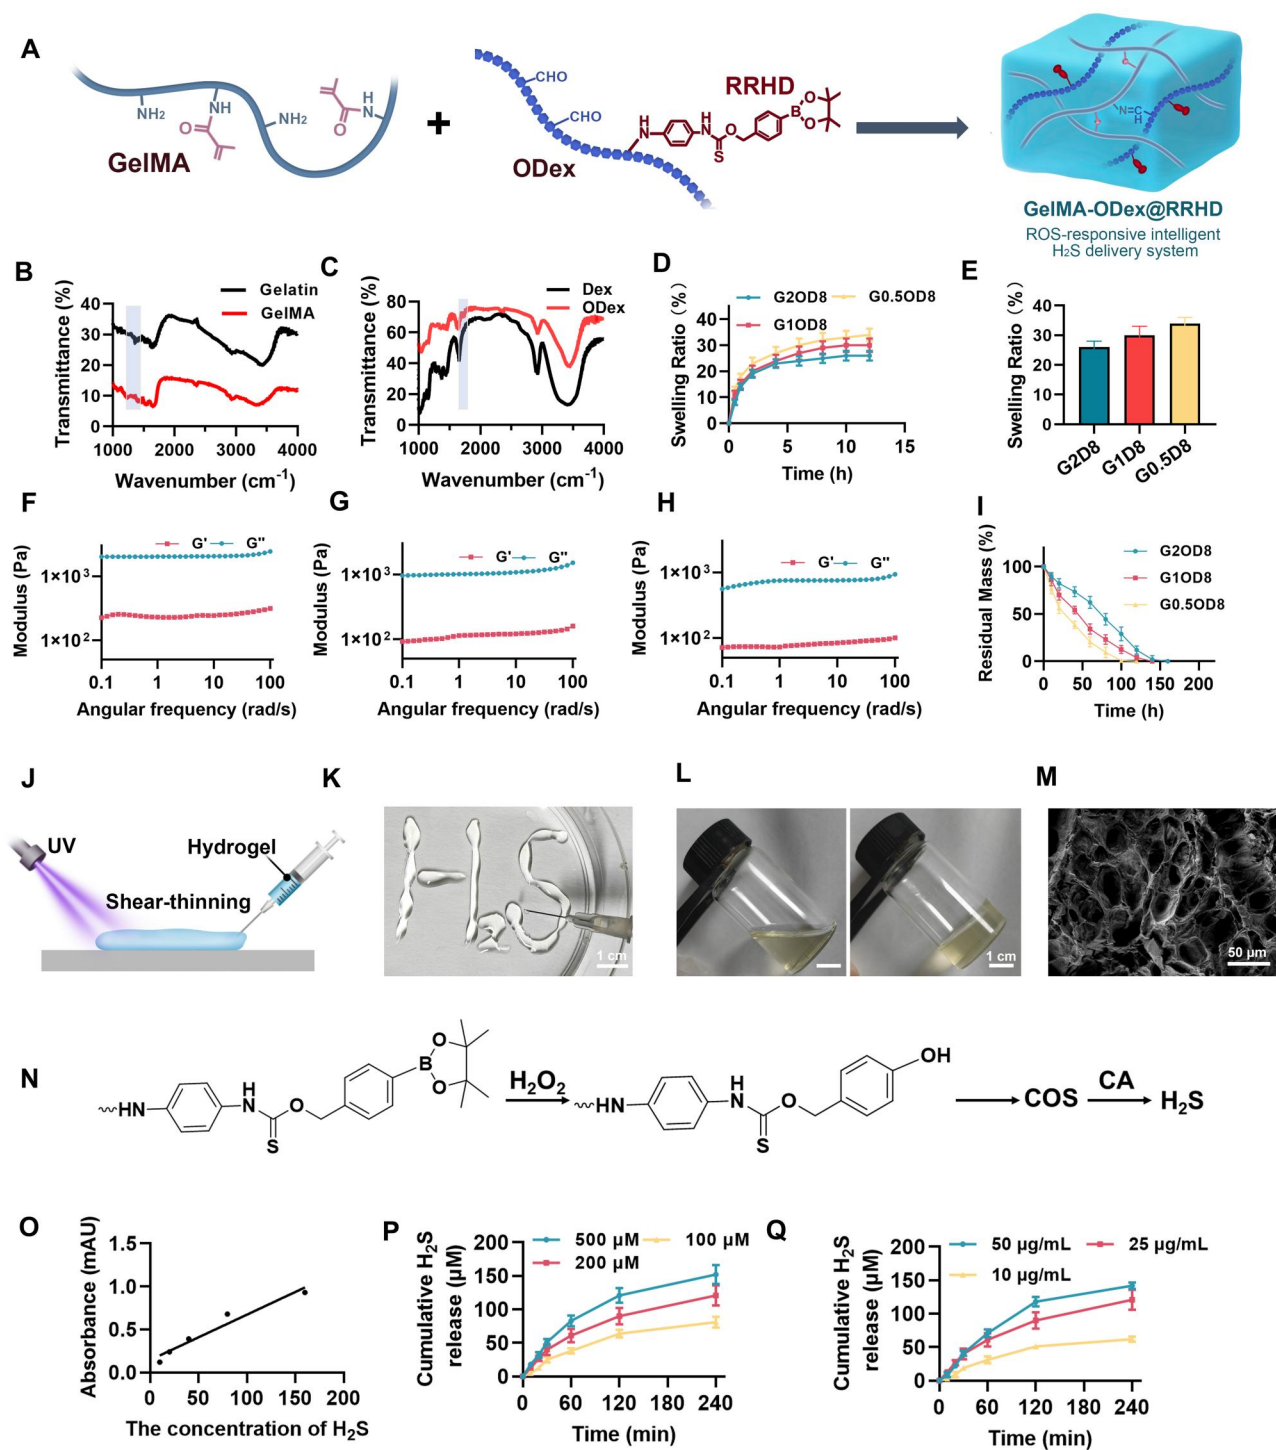 A
NH2
NH
O
O
H
N
NH2
GelMA
+
CHO
CHO
ODex
RRHD
H
N
H
N
O
S
B
O
O
N=C
H
GelMA-ODex@RRHD
ROS-responsive intelligent
H₂S delivery system
B
Transmittance (%)
40
30
20
10
0
Gelatin
GelMA
1000 2000 3000 4000
Wavenumber (cm⁻¹)
C
Transmittance (%)
80
60
40
20
0
Dex
ODex
1000 2000 3000 4000
Wavenumber (cm⁻¹)
D
Swelling Ratio (%)
G2OD8 G0.5OD8
G1OD8
40
30
20
10
0
0 5 10 15
Time (h)
E
Swelling Ratio (%)
40
30
20
10
0
G2D8 G1D8 G0.5D8
F
Modulus (Pa)
G' G''
1×10³
1×10²
0.1 1 10 100
Angular frequency (rad/s)
G
Modulus (Pa)
G' G''
1×10³
1×10²
0.1 1 10 100
Angular frequency (rad/s)
H
Modulus (Pa)
G' G''
1×10³
1×10²
0.1 1 10 100
Angular frequency (rad/s)
I
Residual Mass (%)
G2OD8
G1OD8
G0.5OD8
100
50
0
0 50 100 150 200
Time (h)
J
UV
Hydrogel
Shear-thinning
K
H₂S
1 cm
L
1 cm
M
50 μm
N
HN
H
N
S
O
B
O
O
H₂O₂
HN
H
N
S
O
OH
COS
CA
H₂S
O
Absorbance (mAU)
1.5
1.0
0.5
0.0
0 50 100 150 200
The concentration of H₂S
P
Cumulative H₂S
release (μM)
500 μM 100 μM
200 μM
200
150
100
50
0
0 60 120 180 240
Time (min)
Q
Cumulative H₂S
release (μM)
50 μg/mL 25 μg/mL
10 μg/mL
200
150
100
50
0
0 60 120 180 240
Time (min)